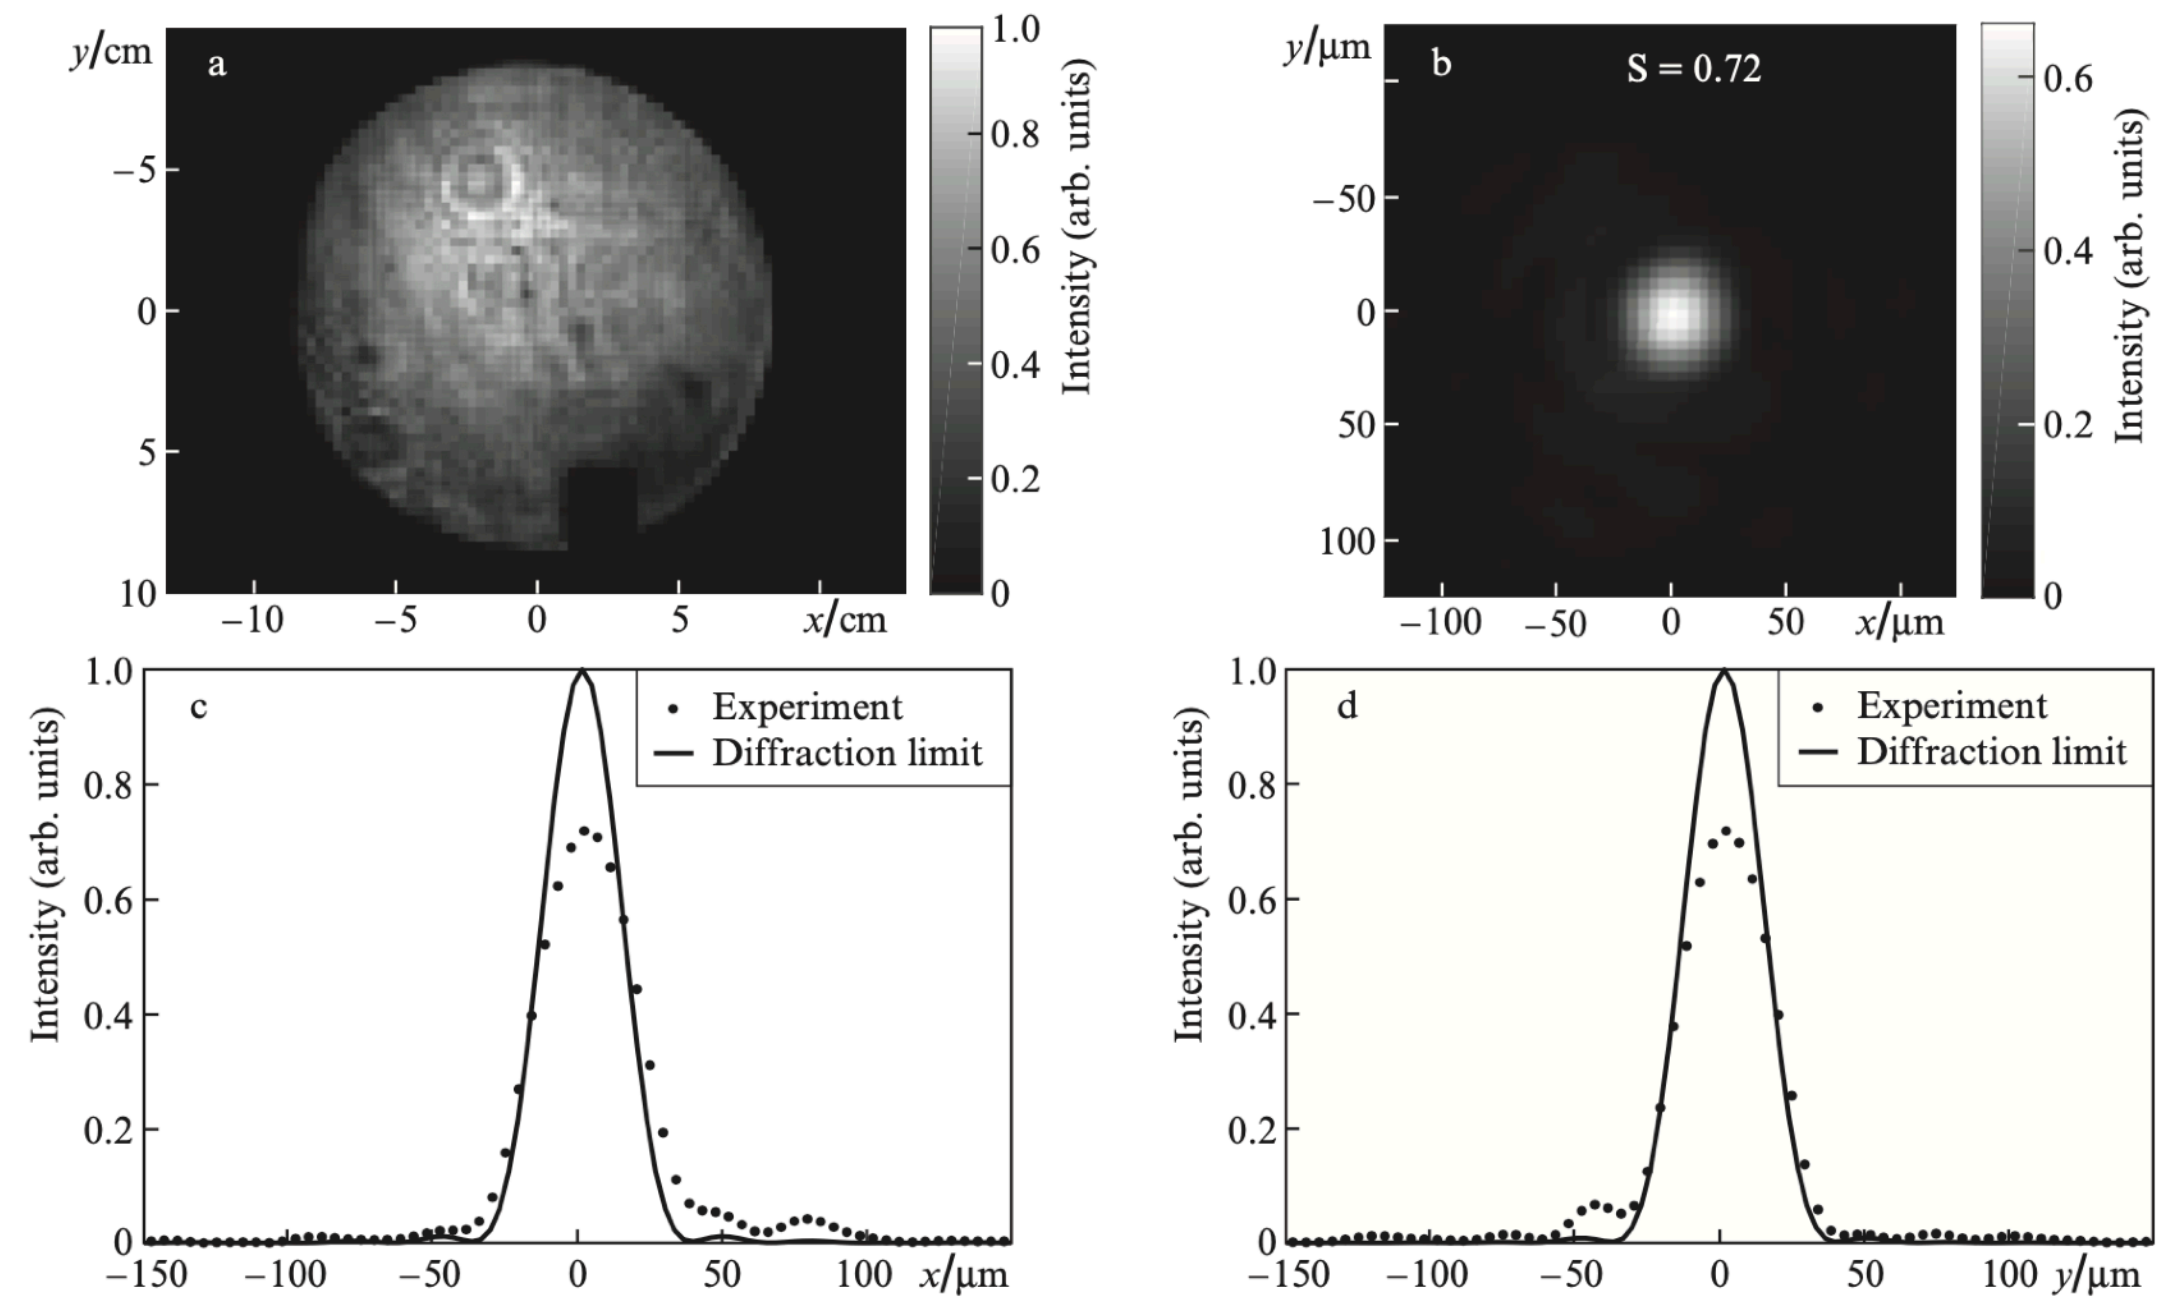 y/cm
a
−5
0
5
10
−10
−5
0
5
x/cm
1.0
0.8
0.6
0.4
0.2
0
Intensity (arb. units)
y/μm
b
S = 0.72
−50
0
50
100
−100
−50
0
50
x/μm
0.6
0.4
0.2
0
Intensity (arb. units)
c
Intensity (arb. units)
1.0
0.8
0.6
0.4
0.2
0
Experiment
Diffraction limit
−150
−100
−50
0
50
100
x/μm
d
Intensity (arb. units)
1.0
0.8
0.6
0.4
0.2
0
Experiment
Diffraction limit
−150
−100
−50
0
50
100
y/μm